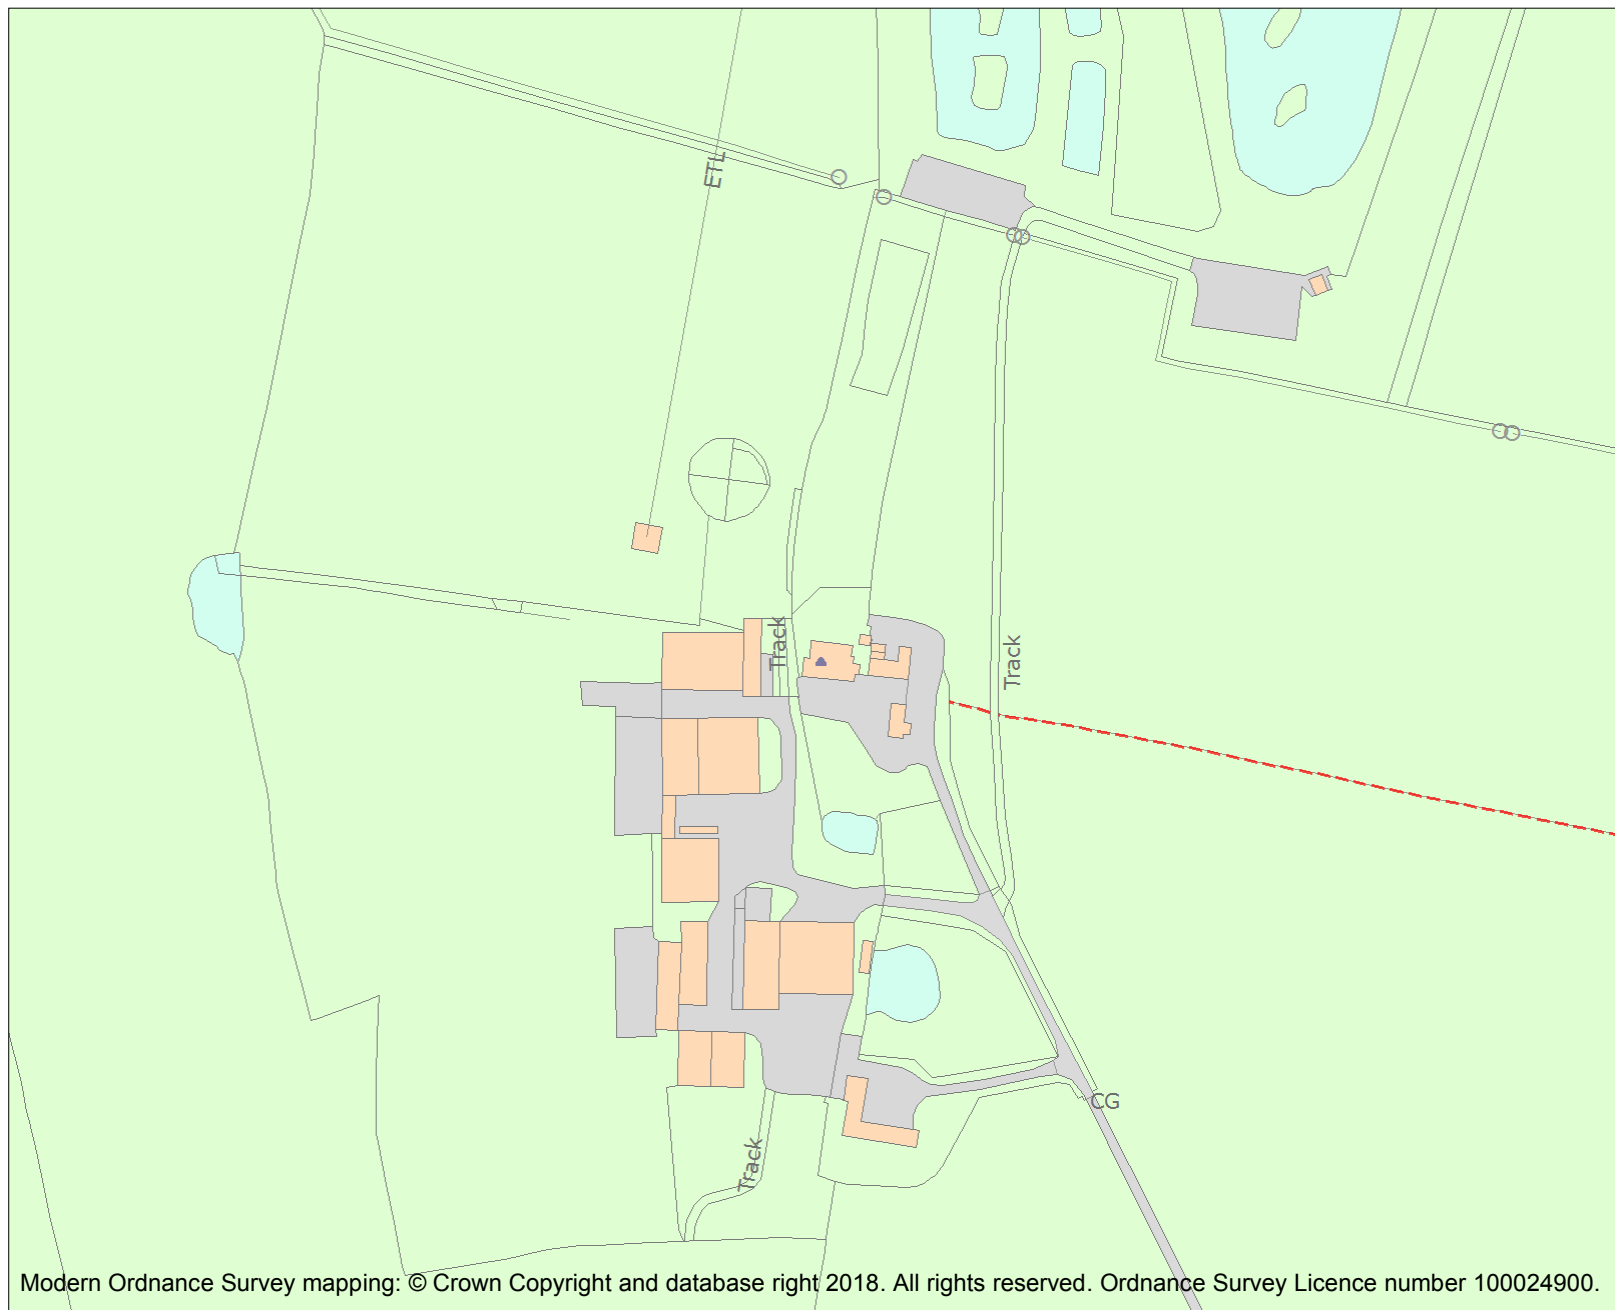 ETL
Track
Track
CG
Track
Modern Ordnance Survey mapping: © Crown Copyright and database right 2018. All rights reserved. Ordnance Survey Licence number 100024900.